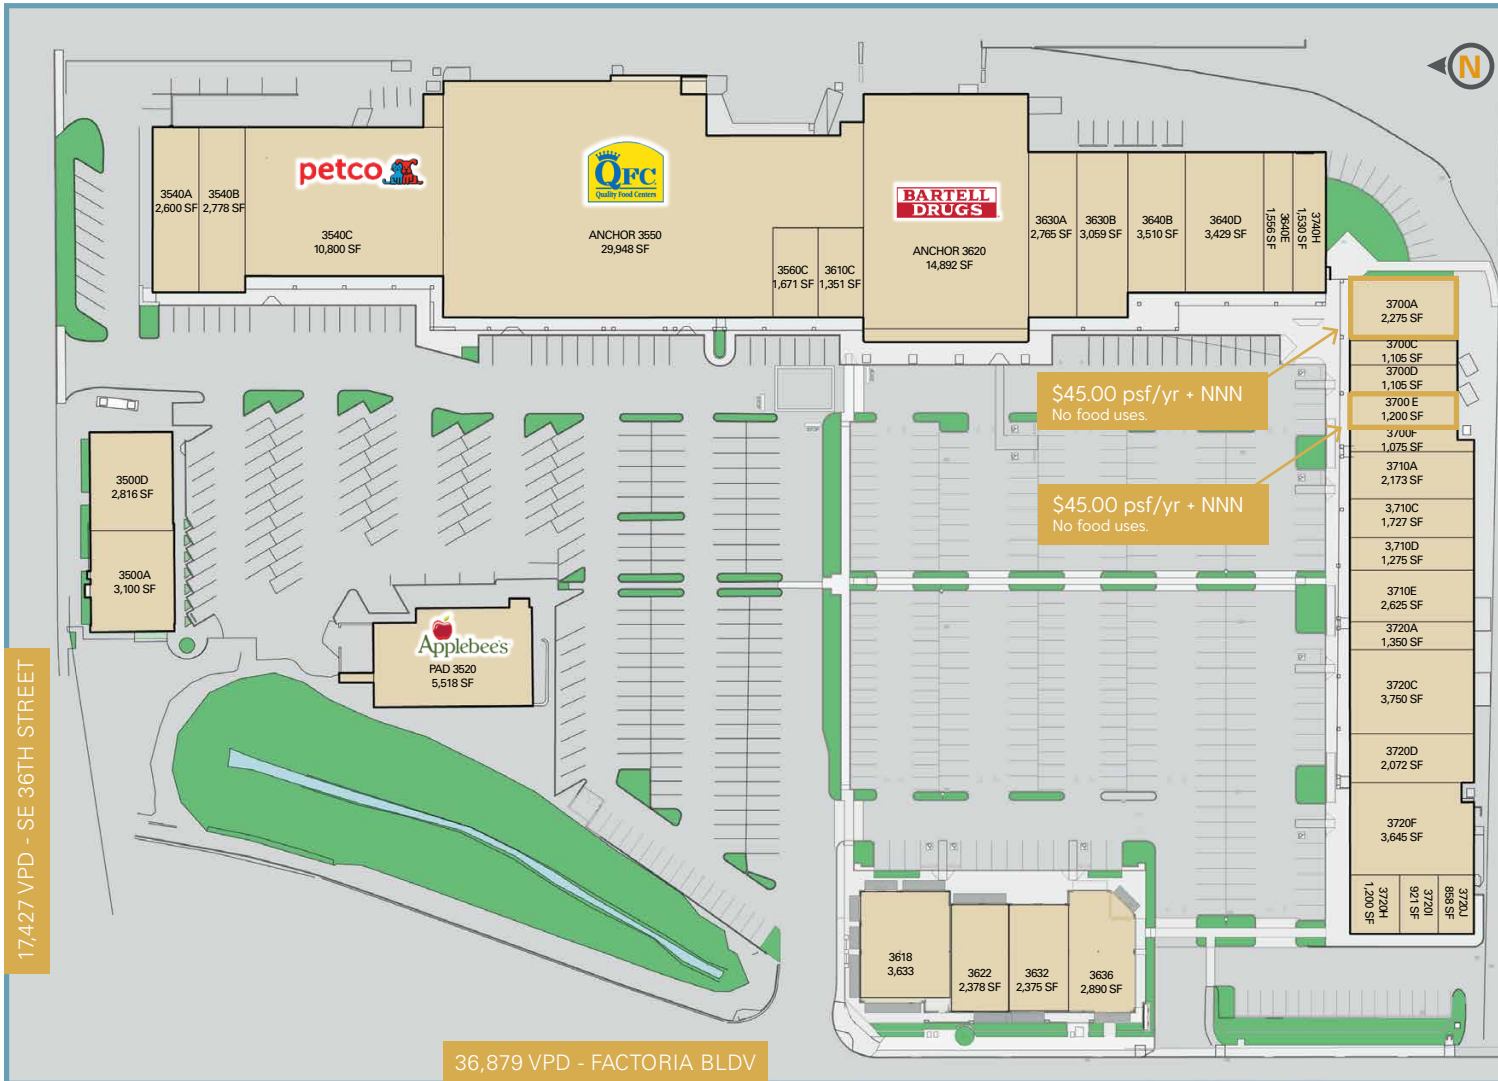 N
petco
QFC
Quality Food Centers
BARTELL
DRUGS
3540A
2,600 SF
3540B
2,778 SF
3540C
10,800 SF
ANCHOR 3550
29,948 SF
3560C
1,671 SF
3610C
1,351 SF
ANCHOR 3620
14,892 SF
3630A
2,765 SF
3630B
3,059 SF
3640B
3,510 SF
3640D
3,429 SF
3640E
1,556 SF
3740H
1,530 SF
3700A
2,275 SF
3700C
1,105 SF
3700D
1,105 SF
3700 E
1,200 SF
3700F
1,075 SF
3710A
2,173 SF
3,710C
1,727 SF
3,710D
1,275 SF
3710E
2,625 SF
3720A
1,350 SF
3720C
3,750 SF
3720D
2,072 SF
3720F
3,645 SF
3720H
1,200 SF
3720I
921 SF
3720J
858 SF
$45.00 psf/yr + NNN
No food uses.
$45.00 psf/yr + NNN
No food uses.
3500D
2,816 SF
3500A
3,100 SF
Applebee's
PAD 3520
5,518 SF
3618
3,633
3622
2,378 SF
3632
2,375 SF
3636
2,890 SF
17,427 VPD - SE 36TH STREET
36,879 VPD - FACTORIA BLDV